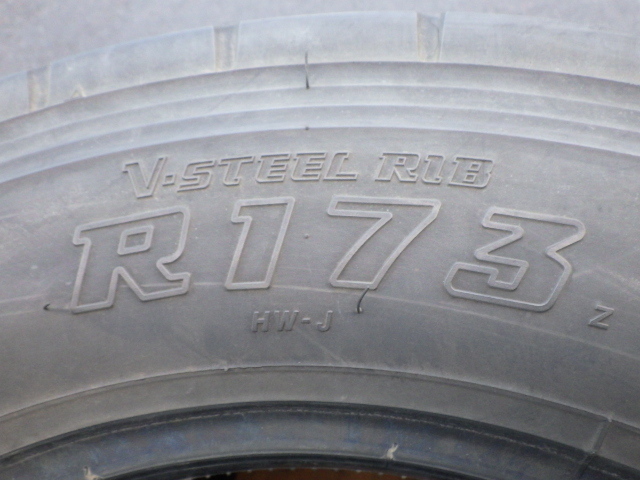 V-STEEL RIB
R173
HW-J
Z